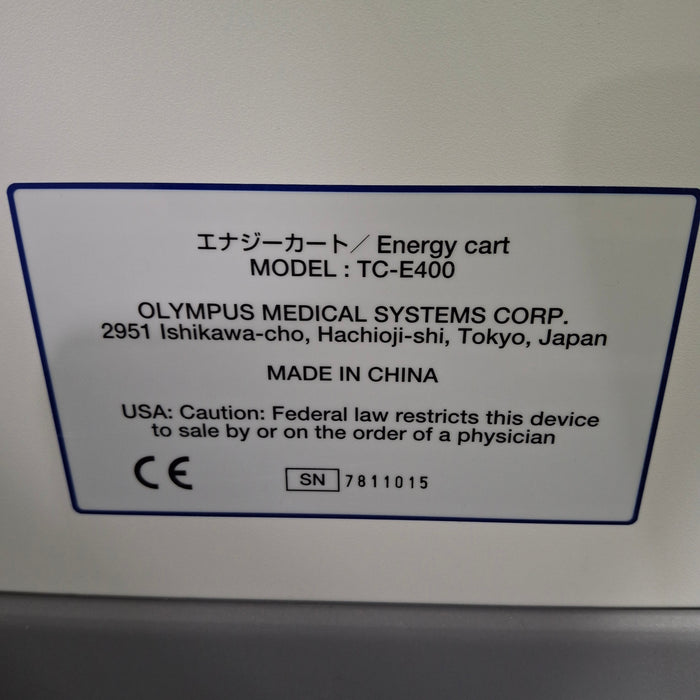 エナジーカート／Energy cart
MODEL : TC-E400
OLYMPUS MEDICAL SYSTEMS CORP.
2951 Ishikawa-cho, Hachioji-shi, Tokyo, Japan
MADE IN CHINA
USA: Caution: Federal law restricts this device
to sale by or on the order of a physician
CE SN 7811015